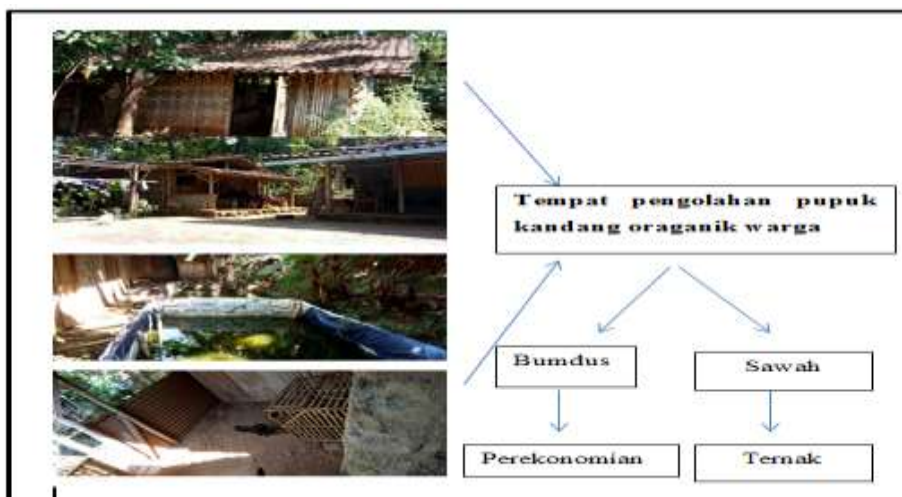 Tempat pengolahan pupuk
kandang oraganik warga
Bumdus
Sawah
Perekonomian
Ternak